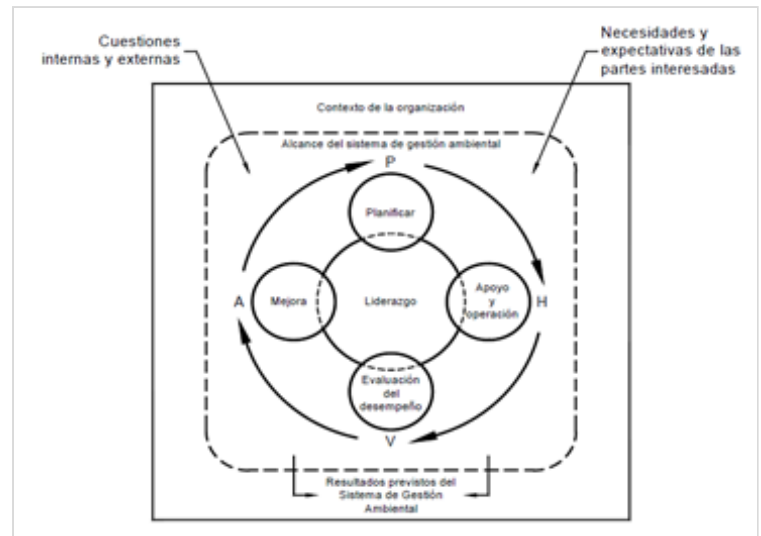 Cuestiones
internas y externas
Necesidades y
expectativas de las
partes interesadas
Contexto de la organización
Alcance del sistema de gestión ambiental
P
Planificar
A
Mejora
Liderazgo
Apoyo
y
operación
H
Evaluación
del
desempeño
V
Resultados previstos del
Sistema de Gestión
Ambiental